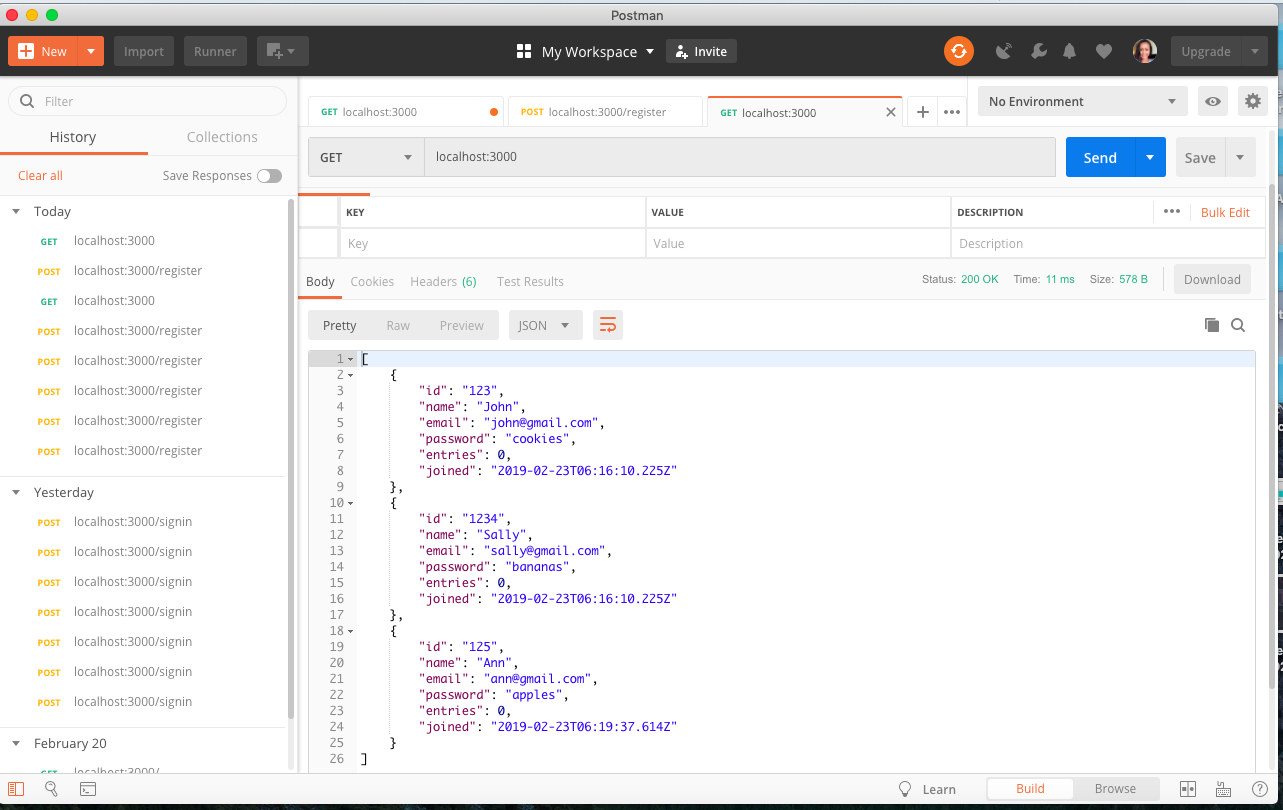 Postman
New Import Runner My Workspace Invite Upgrade
Filter
History Collections
Clear all Save Responses
Today
GET localhost:3000
POST localhost:3000/register
GET localhost:3000
POST localhost:3000/register
POST localhost:3000/register
POST localhost:3000/register
POST localhost:3000/register
POST localhost:3000/register
Yesterday
POST localhost:3000/signin
POST localhost:3000/signin
POST localhost:3000/signin
POST localhost:3000/signin
POST localhost:3000/signin
POST localhost:3000/signin
POST localhost:3000/signin
February 20
GET localhost:3000/
GET localhost:3000 POST localhost:3000/register GET localhost:3000 No Environment
GET localhost:3000 Send Save
KEY VALUE DESCRIPTION Bulk Edit
Key Value Description
Body Cookies Headers (6) Test Results Status: 200 OK Time: 11 ms Size: 578 B Download
Pretty Raw Preview JSON
1 [
2 {
3 "id": "123",
4 "name": "John",
5 "email": "john@gmail.com",
6 "password": "cookies",
7 "entries": 0,
8 "joined": "2019-02-23T06:16:10.225Z"
9 },
10 {
11 "id": "1234",
12 "name": "Sally",
13 "email": "sally@gmail.com",
14 "password": "bananas",
15 "entries": 0,
16 "joined": "2019-02-23T06:16:10.225Z"
17 },
18 {
19 "id": "125",
20 "name": "Ann",
21 "email": "ann@gmail.com",
22 "password": "apples",
23 "entries": 0,
24 "joined": "2019-02-23T06:19:37.614Z"
25 }
26 ]
Learn Build Browse